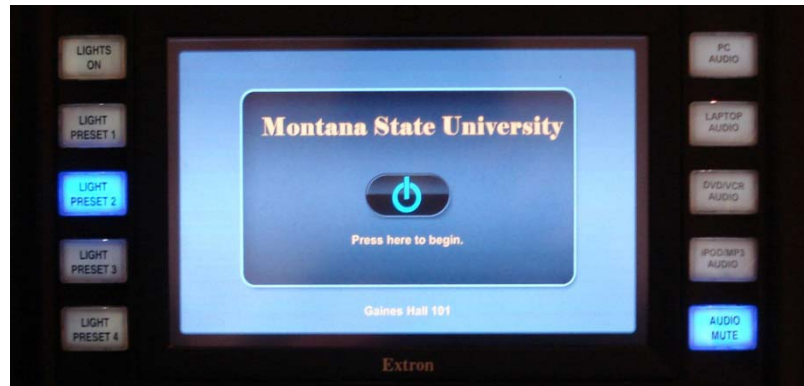 LIGHTS
ON
LIGHT
PRESET 1
LIGHT
PRESET 2
LIGHT
PRESET 3
LIGHT
PRESET 4
Montana State University
Press here to begin.
Gaines Hall 101
Extron
PC
AUDIO
LAPTOP
AUDIO
DVD/VCR
AUDIO
iPOD/MP3
AUDIO
AUDIO
MUTE